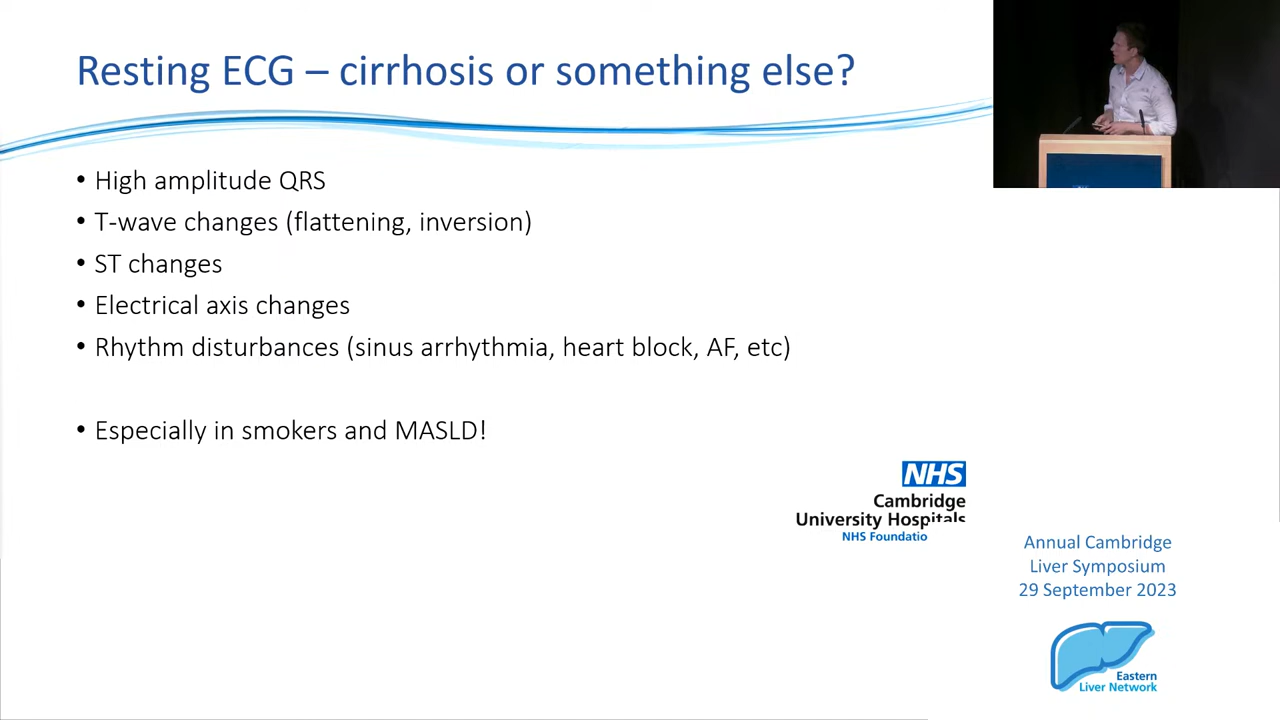 Resting ECG – cirrhosis or something else?
• High amplitude QRS
• T-wave changes (flattening, inversion)
• ST changes
• Electrical axis changes
• Rhythm disturbances (sinus arrhythmia, heart block, AF, etc)
• Especially in smokers and MASLD!
NHS
Cambridge
University Hospitals
NHS Foundatio
Annual Cambridge
Liver Symposium
29 September 2023
Eastern
Liver Network